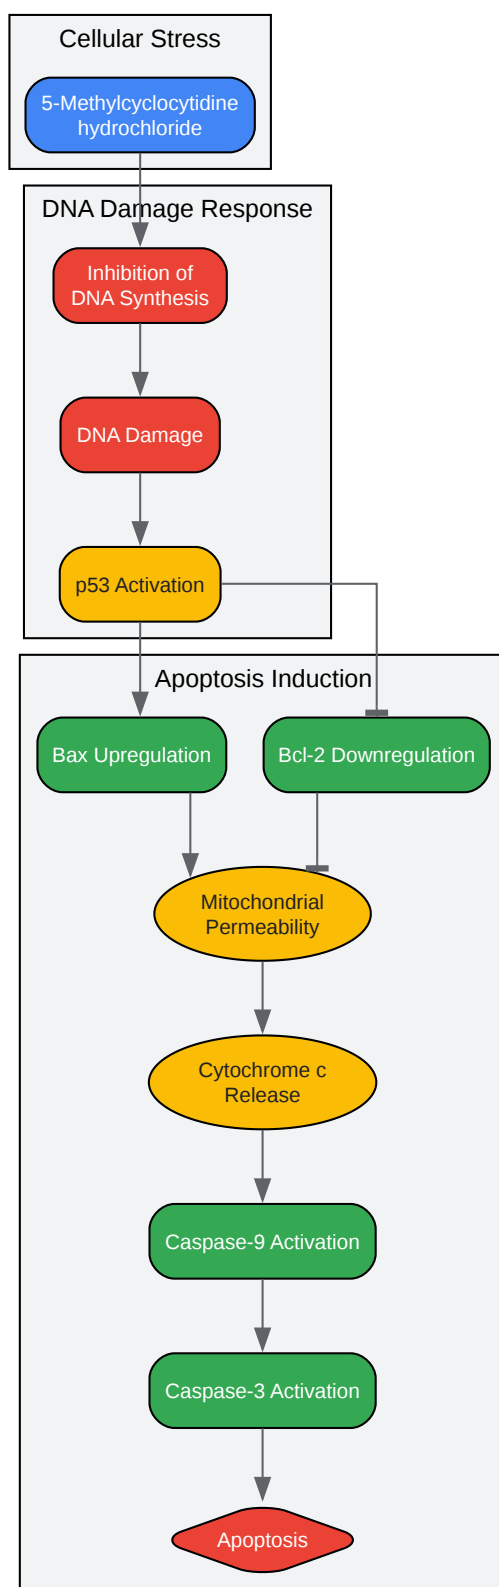 Cellular Stress
5-Methylcyclocytidine
hydrochloride
DNA Damage Response
Inhibition of
DNA Synthesis
DNA Damage
p53 Activation
Apoptosis Induction
Bax Upregulation
Bcl-2 Downregulation
Mitochondrial
Permeability
Cytochrome c
Release
Caspase-9 Activation
Caspase-3 Activation
Apoptosis